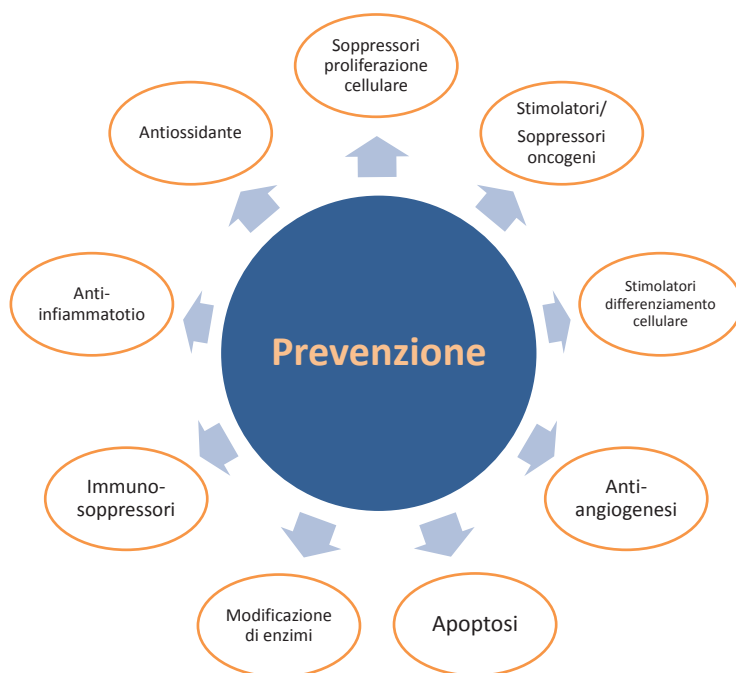 Soppressori
proliferazione
cellulare
Stimolatori/
Soppressori
oncogeni
Stimolatori
differenziamento
cellulare
Anti-
angiogenesi
Apoptosi
Modificazione
di enzimi
Immuno-
soppressori
Anti-
infiammatotio
Antiossidante
Prevenzione